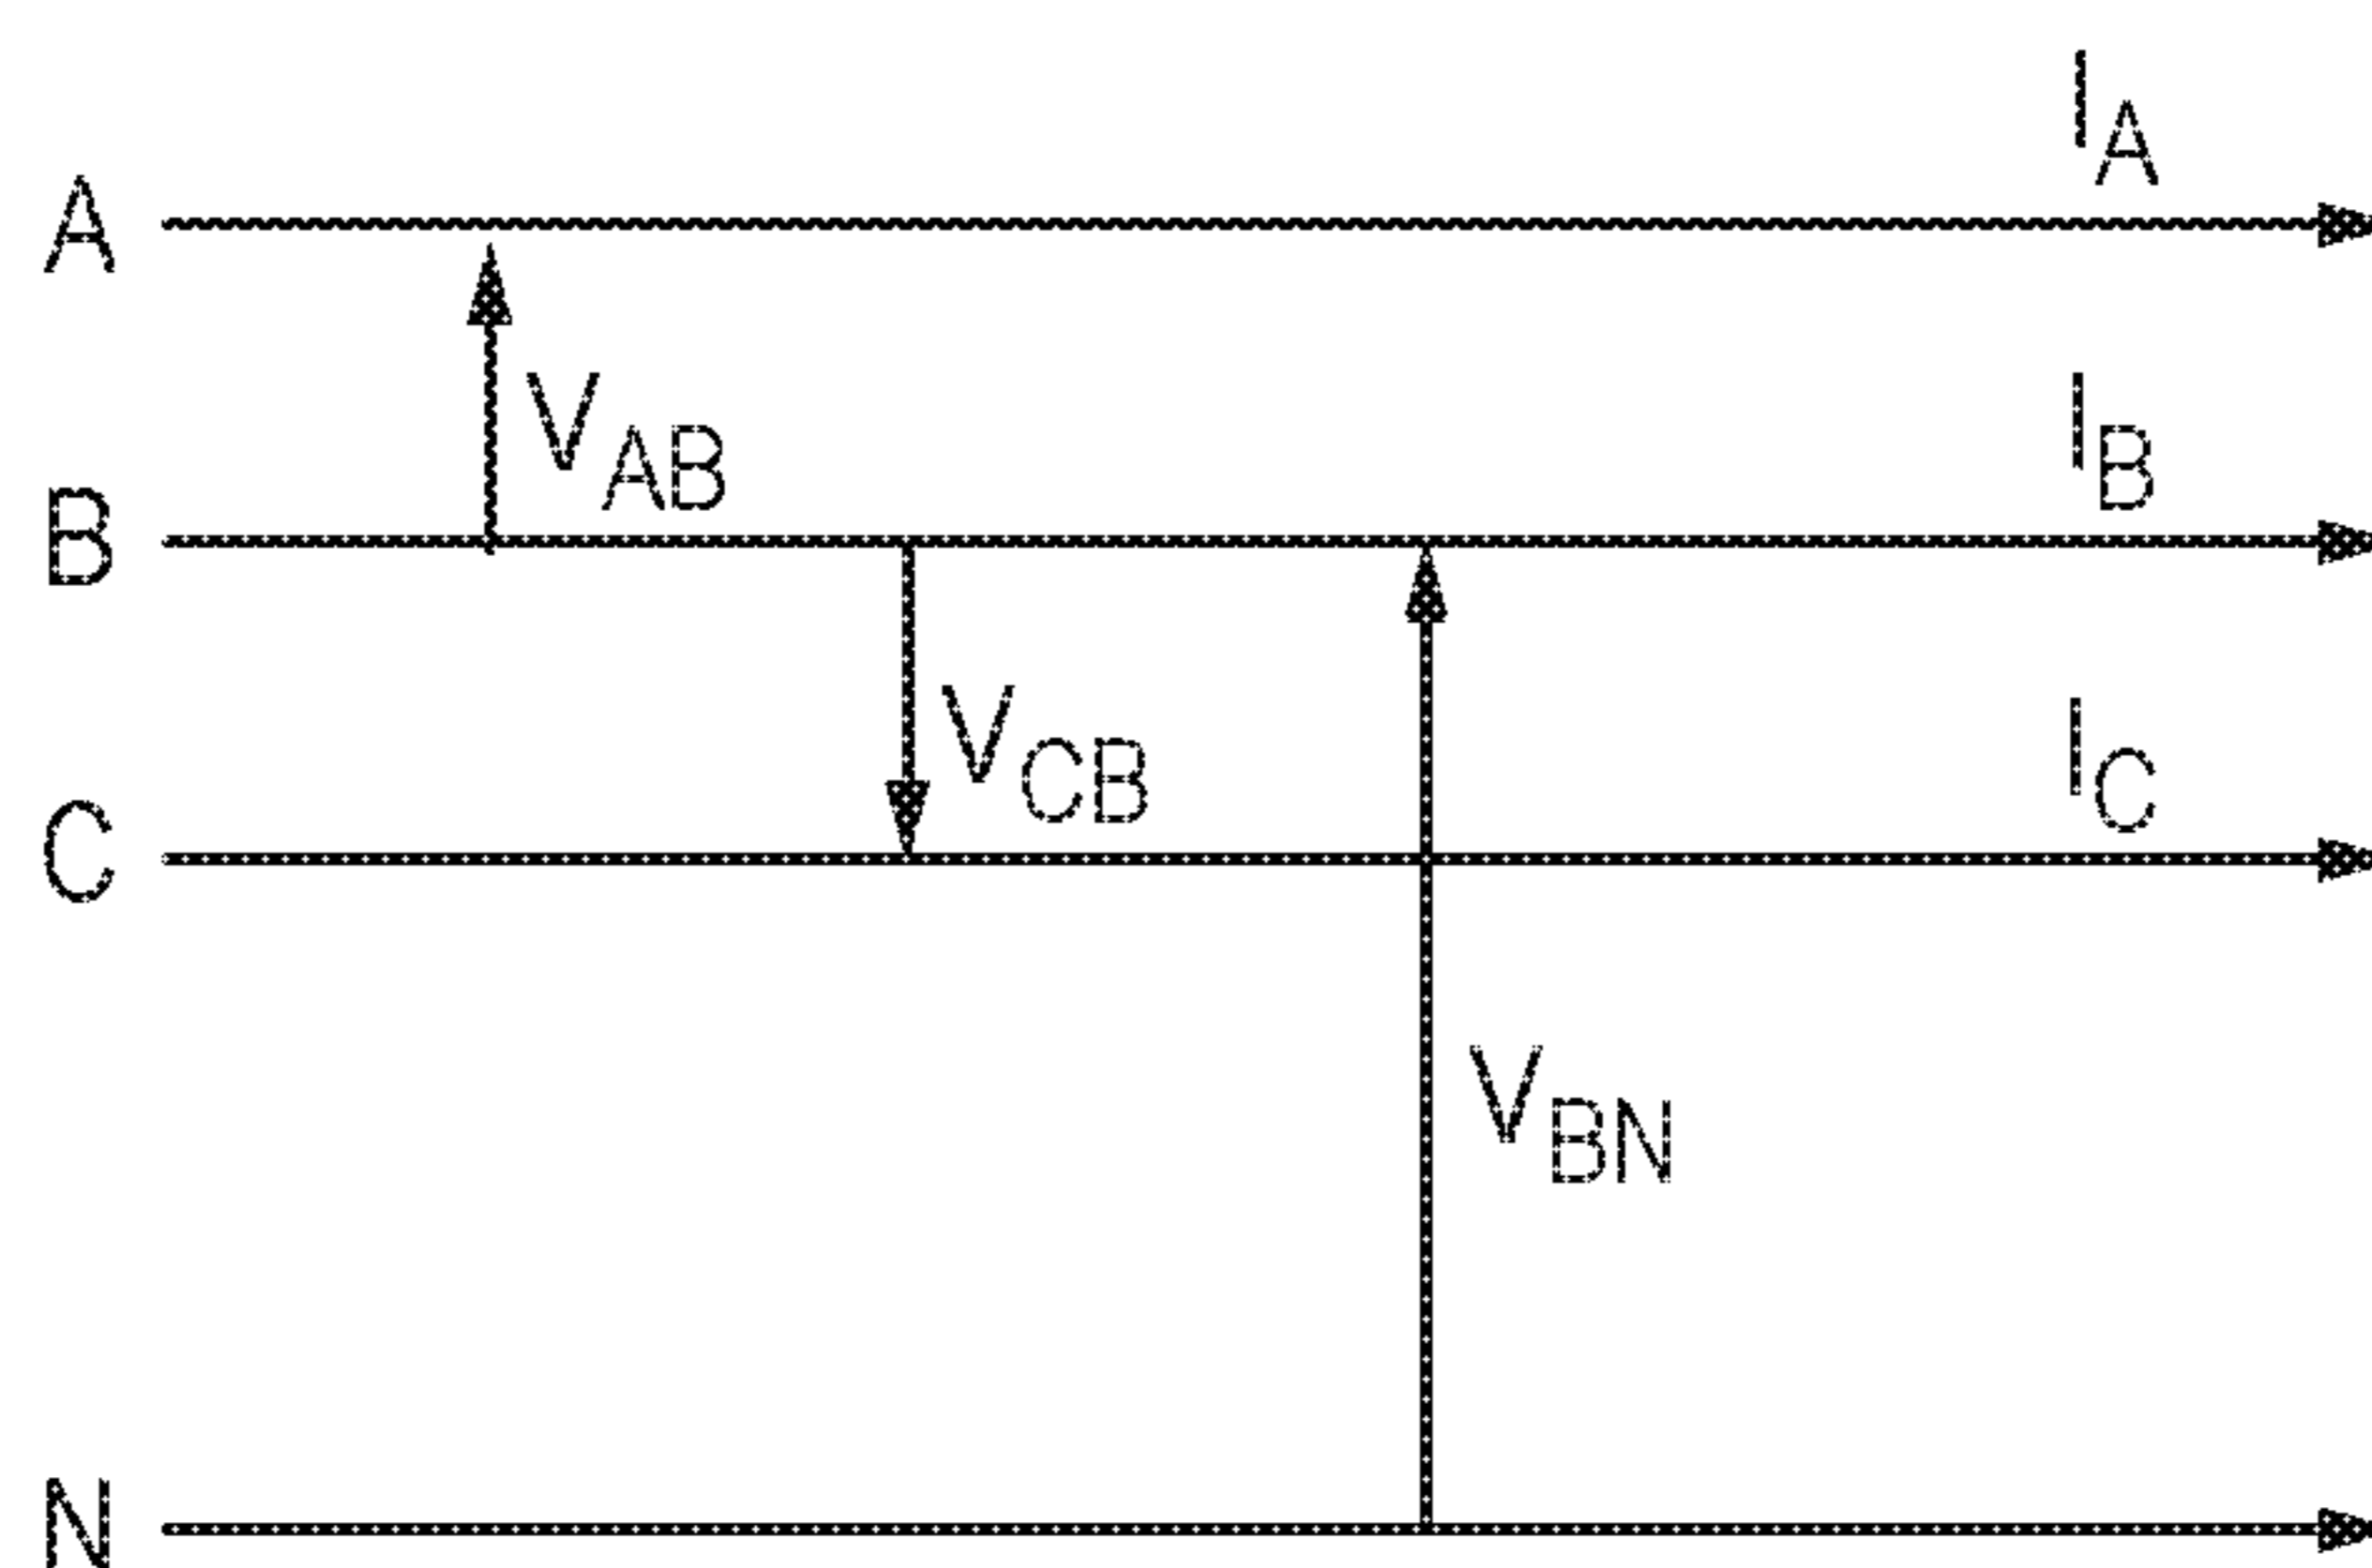 I_A
A
V_AB I_B
B
V_CB I_C
C
V_BN
N